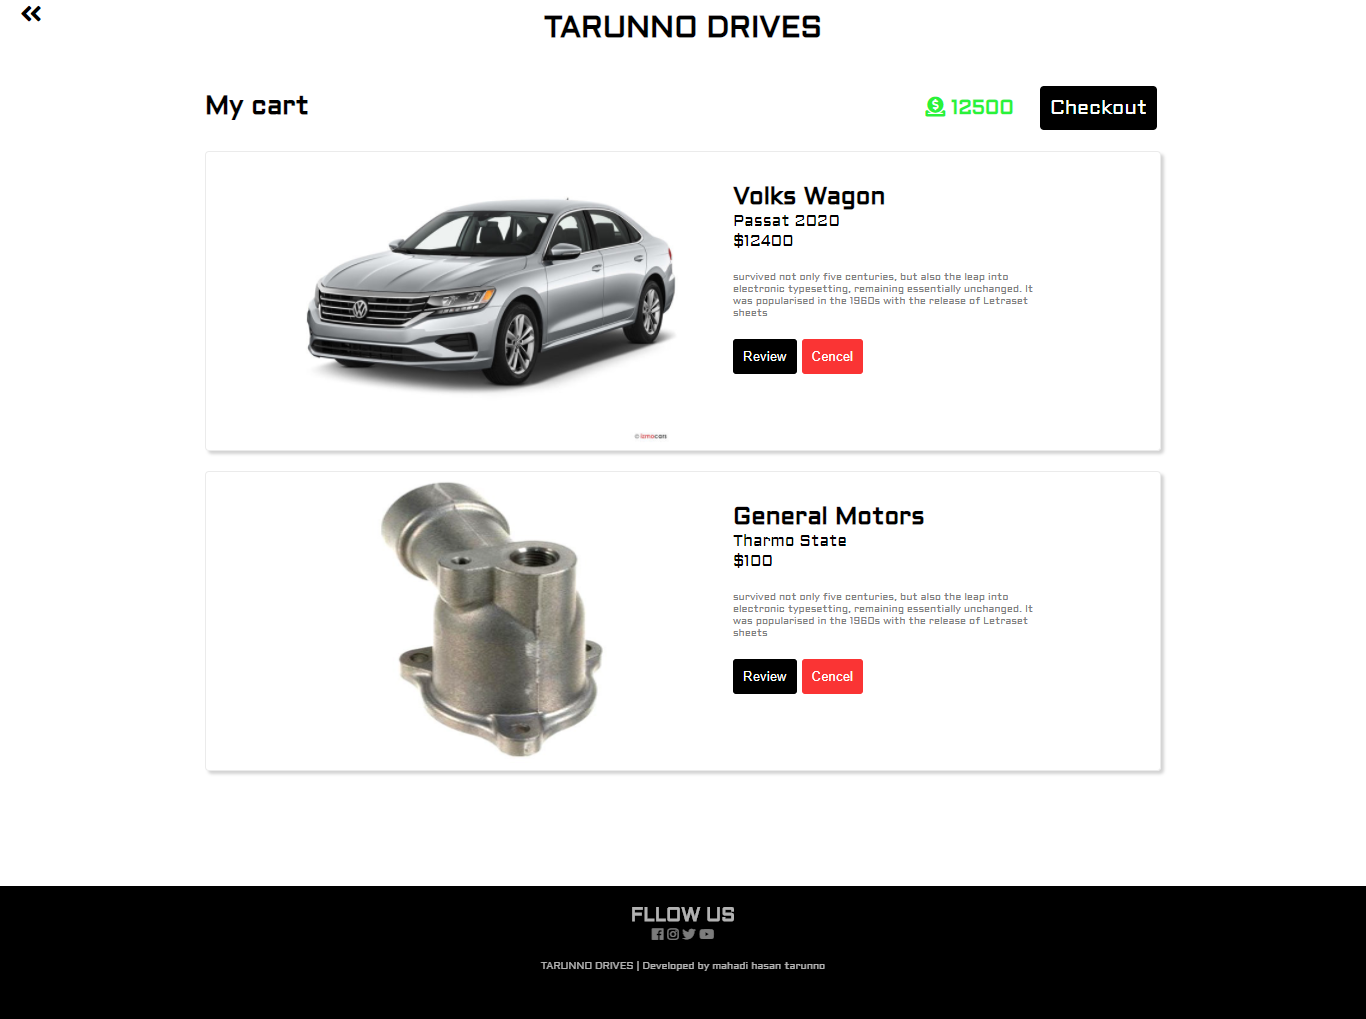 TARUNNO DRIVES
My cart
12500
Checkout
Volks Wagon
Passat 2020
$12400
survived not only five centuries, but also the leap into
electronic typesetting, remaining essentially unchanged. It
was popularised in the 1960s with the release of Letraset
sheets
Review Cencel
© izmocars
General Motors
Tharmo State
$100
survived not only five centuries, but also the leap into
electronic typesetting, remaining essentially unchanged. It
was popularised in the 1960s with the release of Letraset
sheets
Review Cencel
FLLOW US
TARUNNO DRIVES | Developed by mahadi hasan tarunno